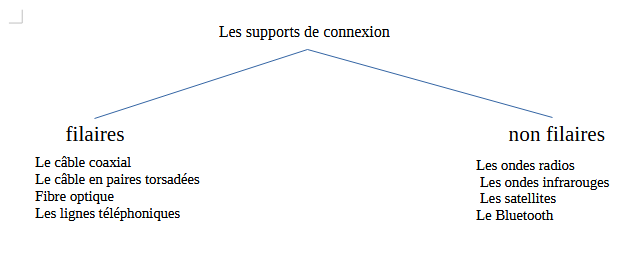 Les supports de connexion
filaires
Le câble coaxial
Le câble en paires torsadées
Fibre optique
Les lignes téléphoniques
non filaires
Les ondes radios
Les ondes infrarouges
Les satellites
Le Bluetooth